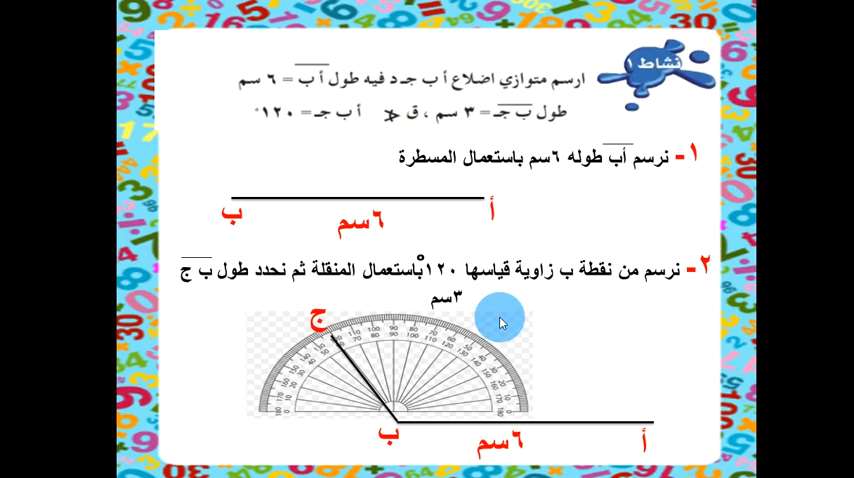 نشاط ١
ارسم متوازي اضلاع أ ب جـ د فيه طول أ ب = ٦ سم
طول ب جـ = ٣ سم ، ق ∢ أ ب جـ = ١٢٠°
١- نرسم أب طوله ٦سم باستعمال المسطرة
أ
ب
٦سم
٢- نرسم من نقطة ب زاوية قياسها ١٢٠°باستعمال المنقلة ثم نحدد طول ب ج
٣سم
ج
ب
٦سم
أ